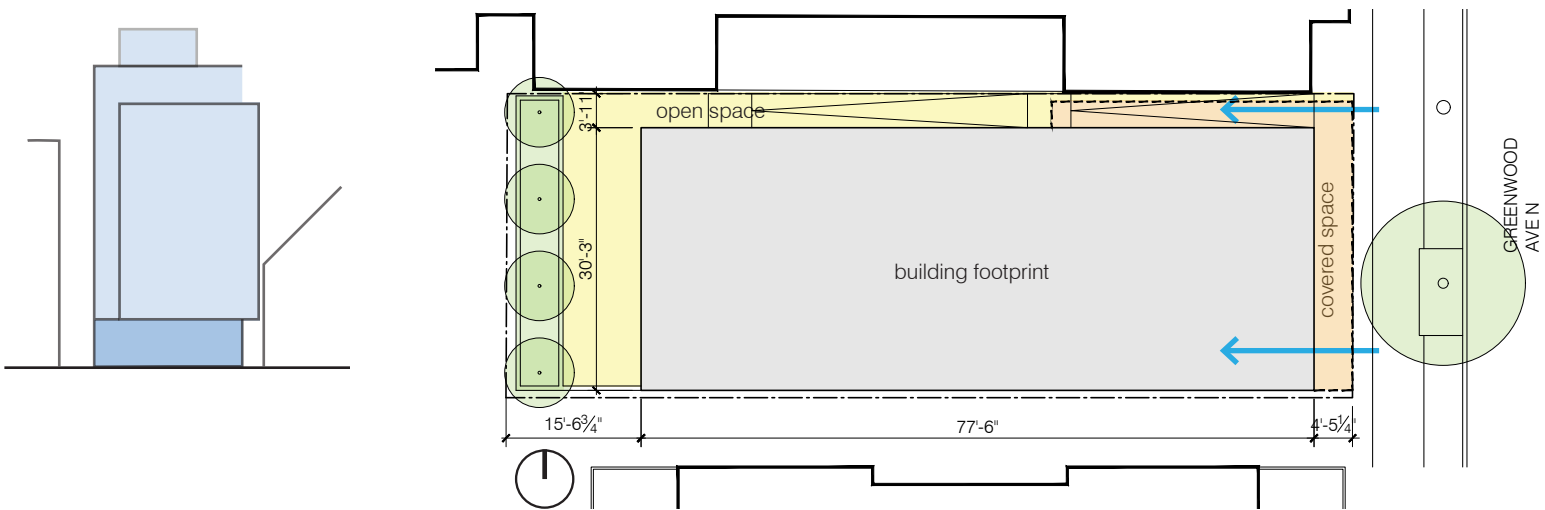 open space
3'-11"
30'-3"
building footprint
covered space
GREENWOOD
AVE N
15'-6¾"
77'-6"
4'-5¼"